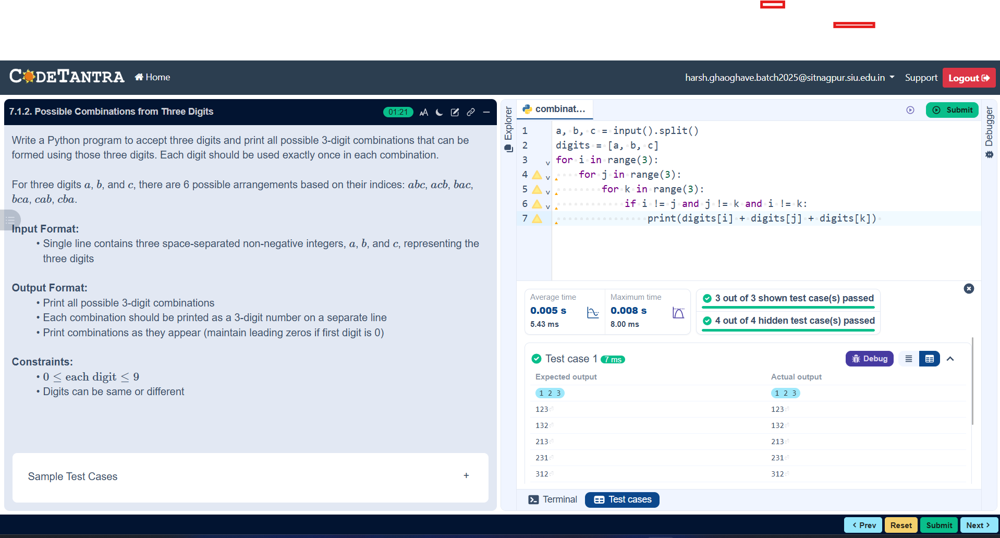 CODETANTRA Home harsh.ghaoghave.batch2025@sitnagpur.siu.edu.in Support Logout
7.1.2. Possible Combinations from Three Digits 01:21 AA
Write a Python program to accept three digits and print all possible 3-digit combinations that can be
formed using those three digits. Each digit should be used exactly once in each combination.
For three digits a, b, and c, there are 6 possible arrangements based on their indices: abc, acb, bac,
bca, cab, cba.
Input Format:
• Single line contains three space-separated non-negative integers, a, b, and c, representing the
three digits
Output Format:
• Print all possible 3-digit combinations
• Each combination should be printed as a 3-digit number on a separate line
• Print combinations as they appear (maintain leading zeros if first digit is 0)
Constraints:
• 0 ≤ each digit ≤ 9
• Digits can be same or different
Sample Test Cases +
Explorer
combinat...
Submit
Debugger
1 a, b, c = input().split()
2 digits = [a, b, c]
3 for i in range(3):
4 for j in range(3):
5 for k in range(3):
6 if i != j and j != k and i != k:
7 print(digits[i] + digits[j] + digits[k])
Average time
0.005 s
5.43 ms
Maximum time
0.008 s
8.00 ms
3 out of 3 shown test case(s) passed
4 out of 4 hidden test case(s) passed
Test case 1 7 ms Debug
Expected output Actual output
1 2 3 1 2 3
123 123
132 132
213 213
231 231
312 312
Terminal Test cases
< Prev Reset Submit Next >